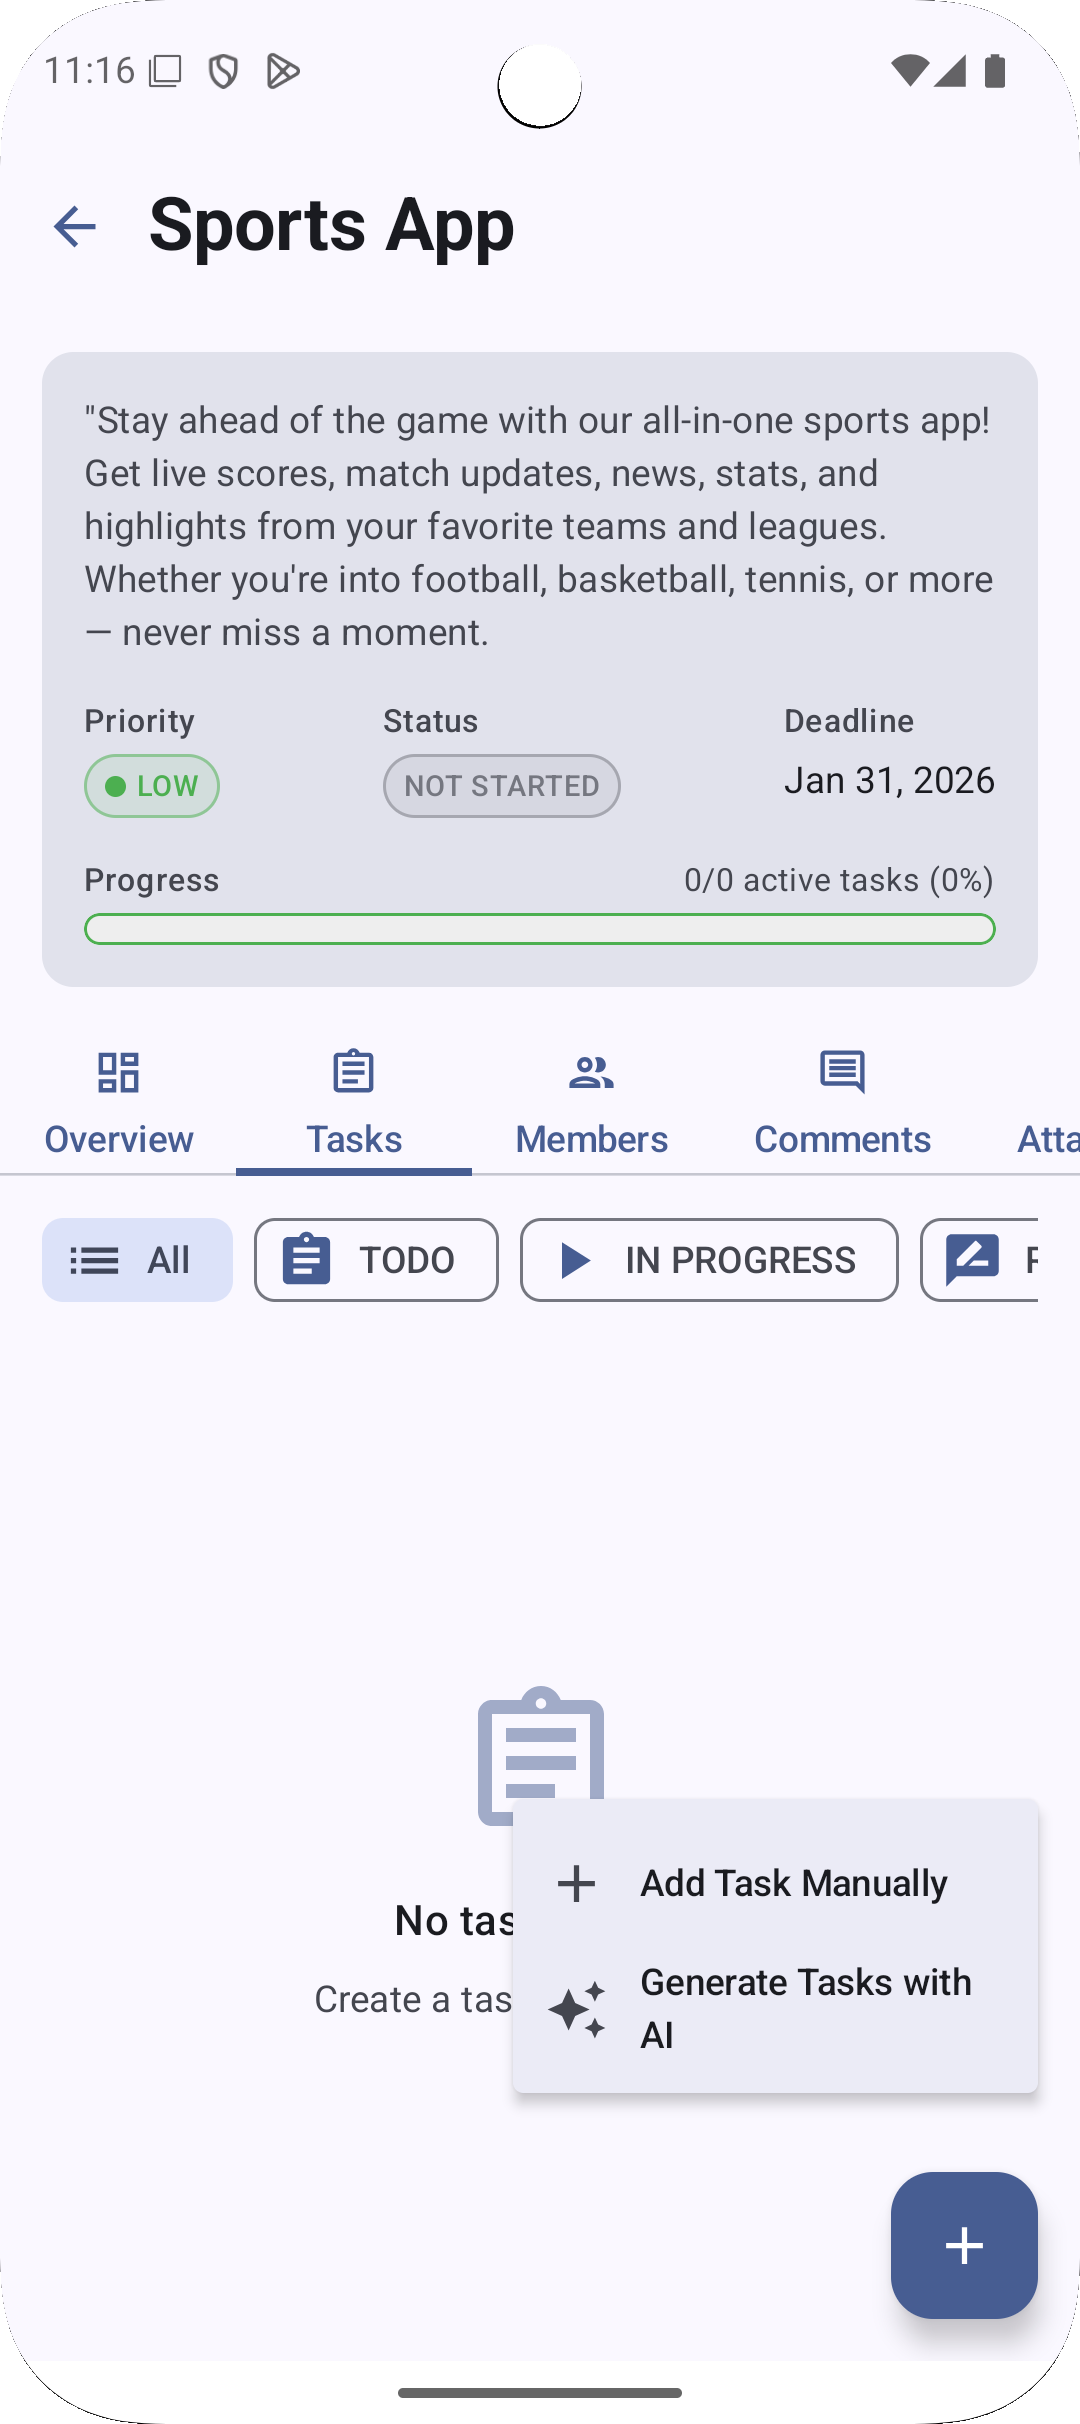 11:16
Sports App
"Stay ahead of the game with our all-in-one sports app!
Get live scores, match updates, news, stats, and
highlights from your favorite teams and leagues.
Whether you're into football, basketball, tennis, or more
— never miss a moment.
Priority Status Deadline
LOW NOT STARTED Jan 31, 2026
Progress 0/0 active tasks (0%)
Overview Tasks Members Comments Atta
All TODO IN PROGRESS
No tas
Create a tas
Add Task Manually
Generate Tasks with
AI